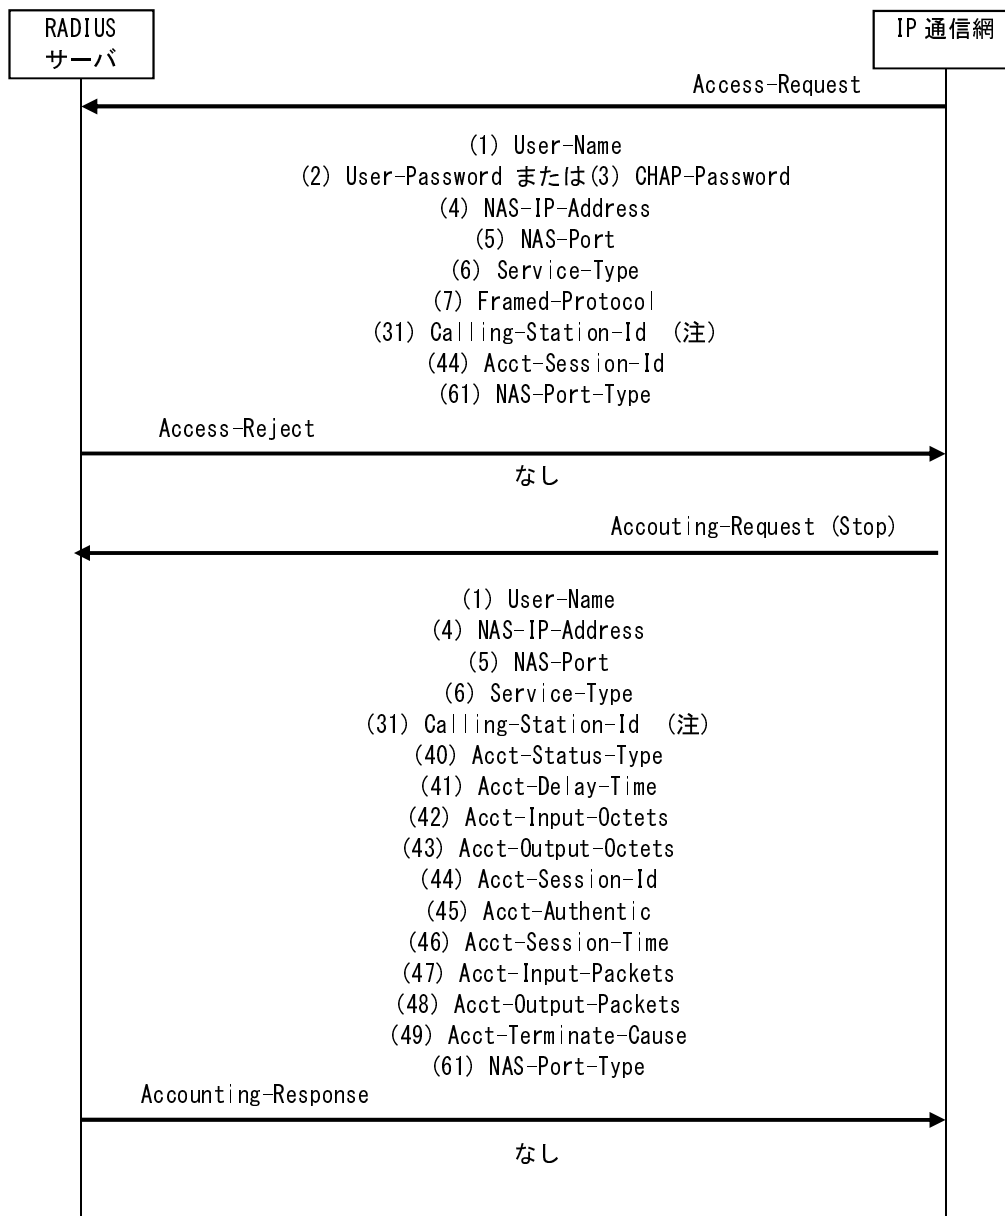 RADIUS
サーバ
IP 通信網
Access-Request
(1) User-Name
(2) User-Password または(3) CHAP-Password
(4) NAS-IP-Address
(5) NAS-Port
(6) Service-Type
(7) Framed-Protocol
(31) Calling-Station-Id (注)
(44) Acct-Session-Id
(61) NAS-Port-Type
Access-Reject
なし
Accouting-Request (Stop)
(1) User-Name
(4) NAS-IP-Address
(5) NAS-Port
(6) Service-Type
(31) Calling-Station-Id (注)
(40) Acct-Status-Type
(41) Acct-Delay-Time
(42) Acct-Input-Octets
(43) Acct-Output-Octets
(44) Acct-Session-Id
(45) Acct-Authentic
(46) Acct-Session-Time
(47) Acct-Input-Packets
(48) Acct-Output-Packets
(49) Acct-Terminate-Cause
(61) NAS-Port-Type
Accounting-Response
なし